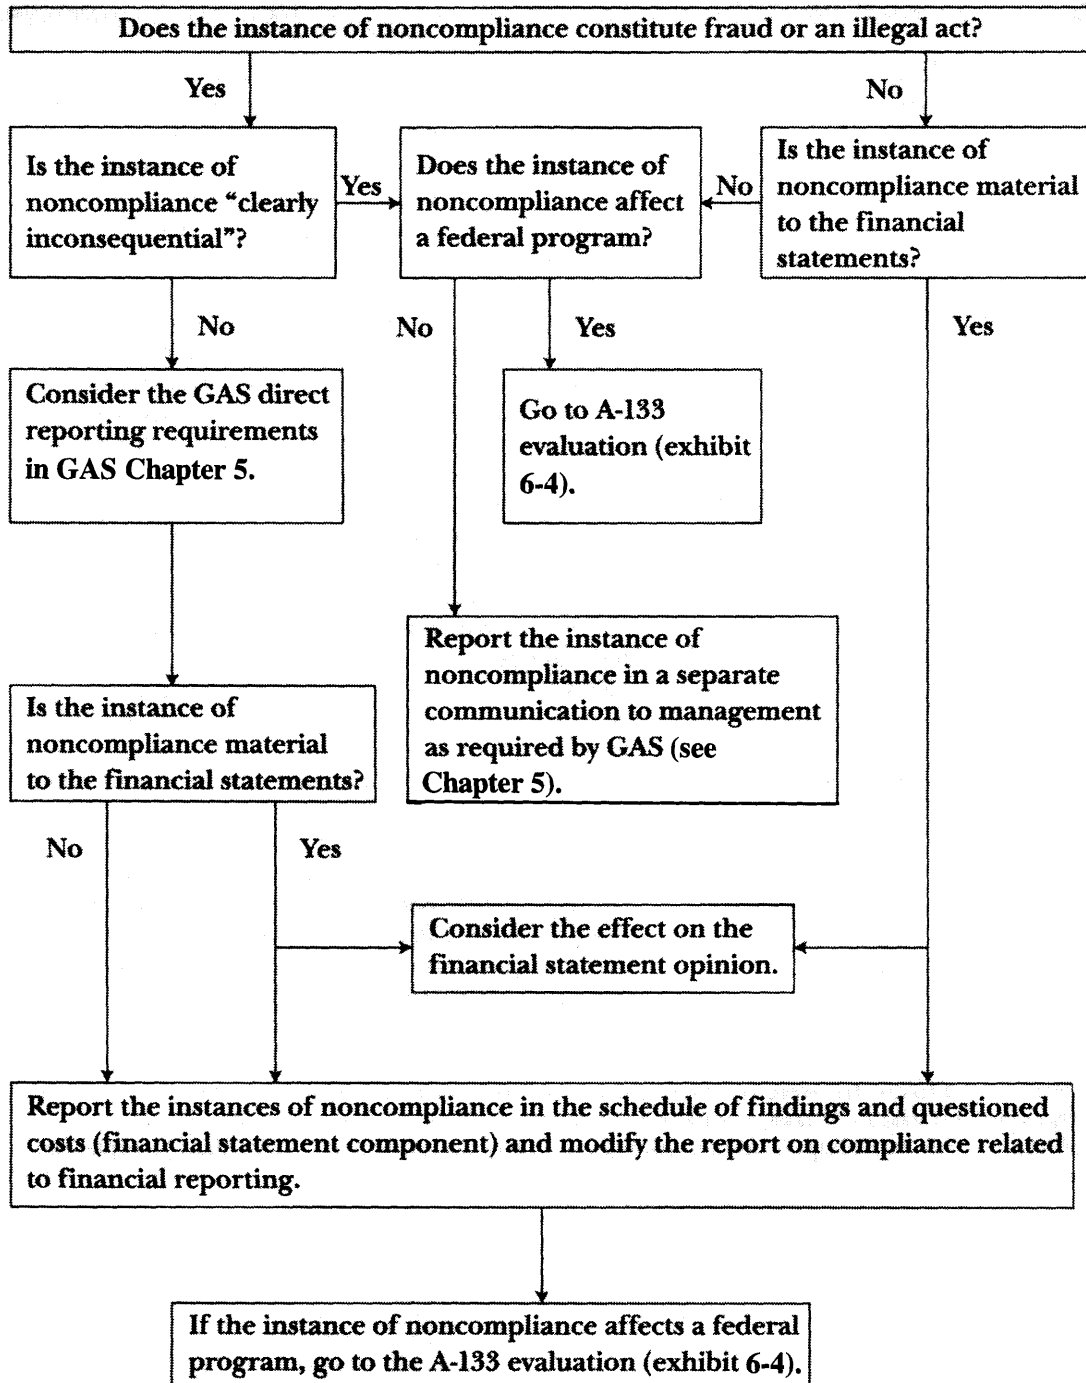 Does the instance of noncompliance constitute fraud or an illegal act?
Yes
No
Is the instance of
noncompliance “clearly
inconsequential”?
Yes
Does the instance of
noncompliance affect
a federal program?
No
Is the instance of
noncompliance material
to the financial
statements?
No
No
Yes
Yes
Consider the GAS direct
reporting requirements
in GAS Chapter 5.
Go to A-133
evaluation (exhibit
6-4).
Report the instance of
noncompliance in a separate
communication to management
as required by GAS (see
Chapter 5).
Is the instance of
noncompliance material
to the financial statements?
No
Yes
Consider the effect on the
financial statement opinion.
Report the instances of noncompliance in the schedule of findings and questioned
costs (financial statement component) and modify the report on compliance related
to financial reporting.
If the instance of noncompliance affects a federal
program, go to the A-133 evaluation (exhibit 6-4).